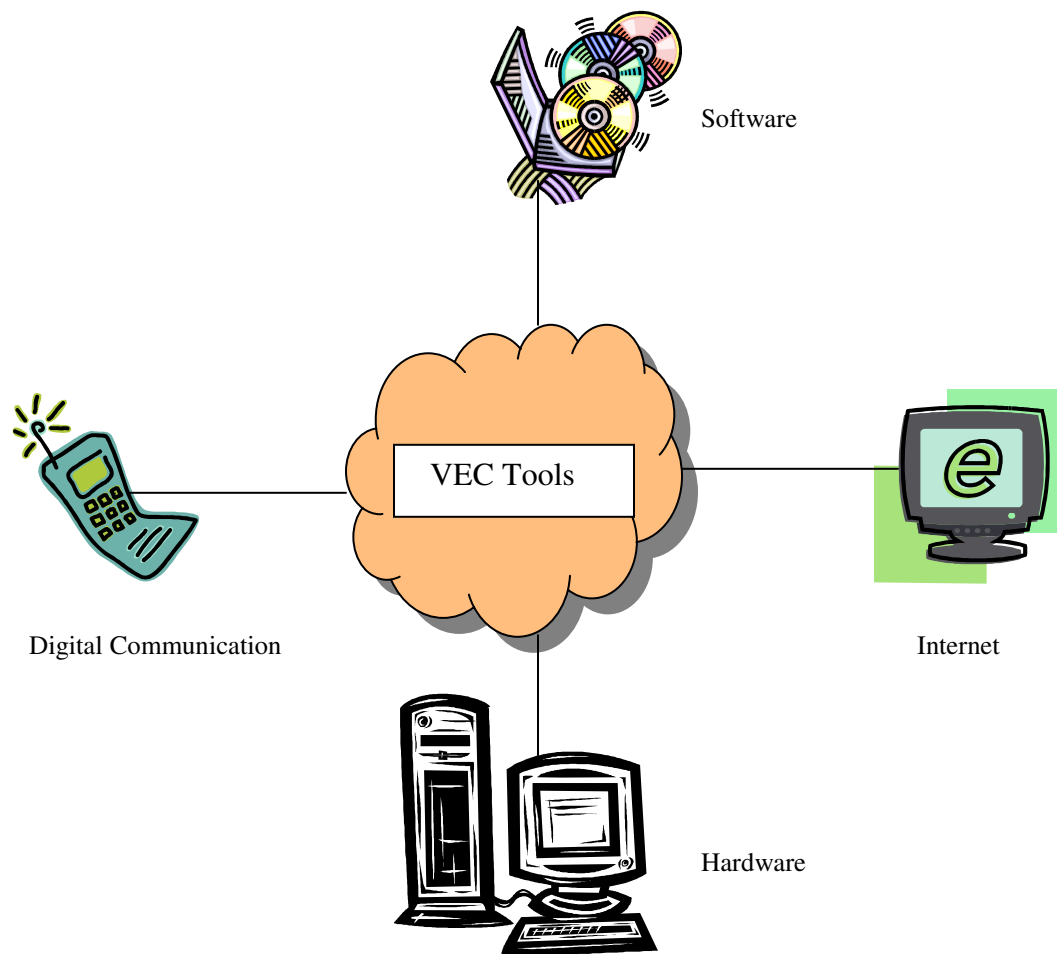 Software
VEC Tools
e
Digital Communication
Internet
Hardware